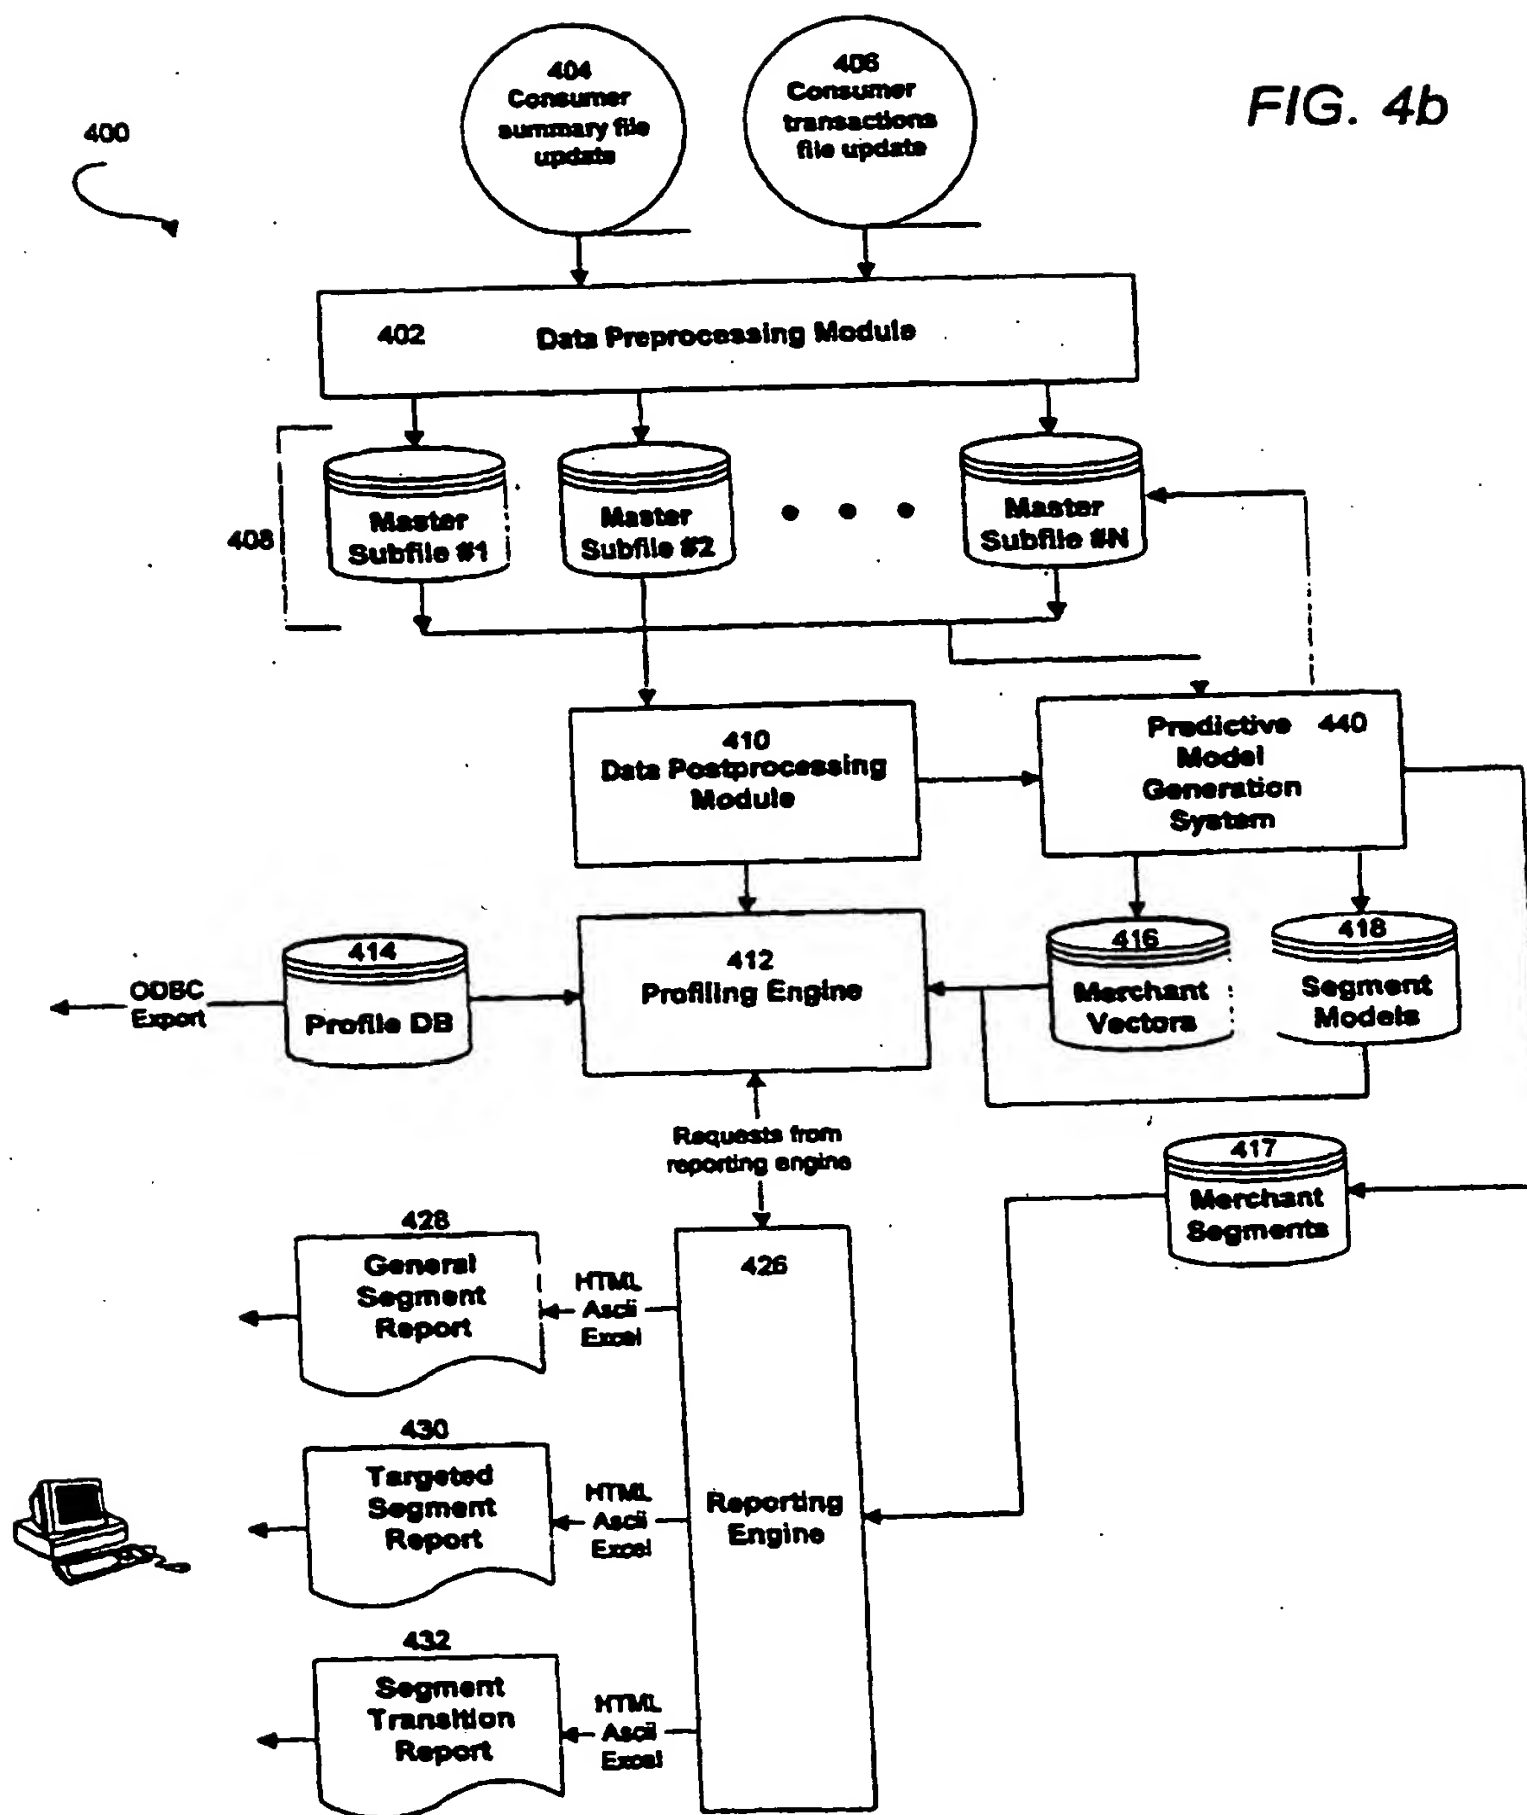 FIG. 4b
400
404
Consumer
summary file
update
406
Consumer
transactions
file update
402
Data Preprocessing Module
408
Master
Subfile #1
Master
Subfile #2
Master
Subfile #N
410
Data Postprocessing
Module
Predictive 440
Model
Generation
System
ODBC
Export
414
Profile DB
412
Profiling Engine
416
Merchant
Vectors
418
Segment
Models
Requests from
reporting engine
417
Merchant
Segments
428
General
Segment
Report
HTML
Ascii
Excel
426
Reporting
Engine
430
Targeted
Segment
Report
HTML
Ascii
Excel
432
Segment
Transition
Report
HTML
Ascii
Excel